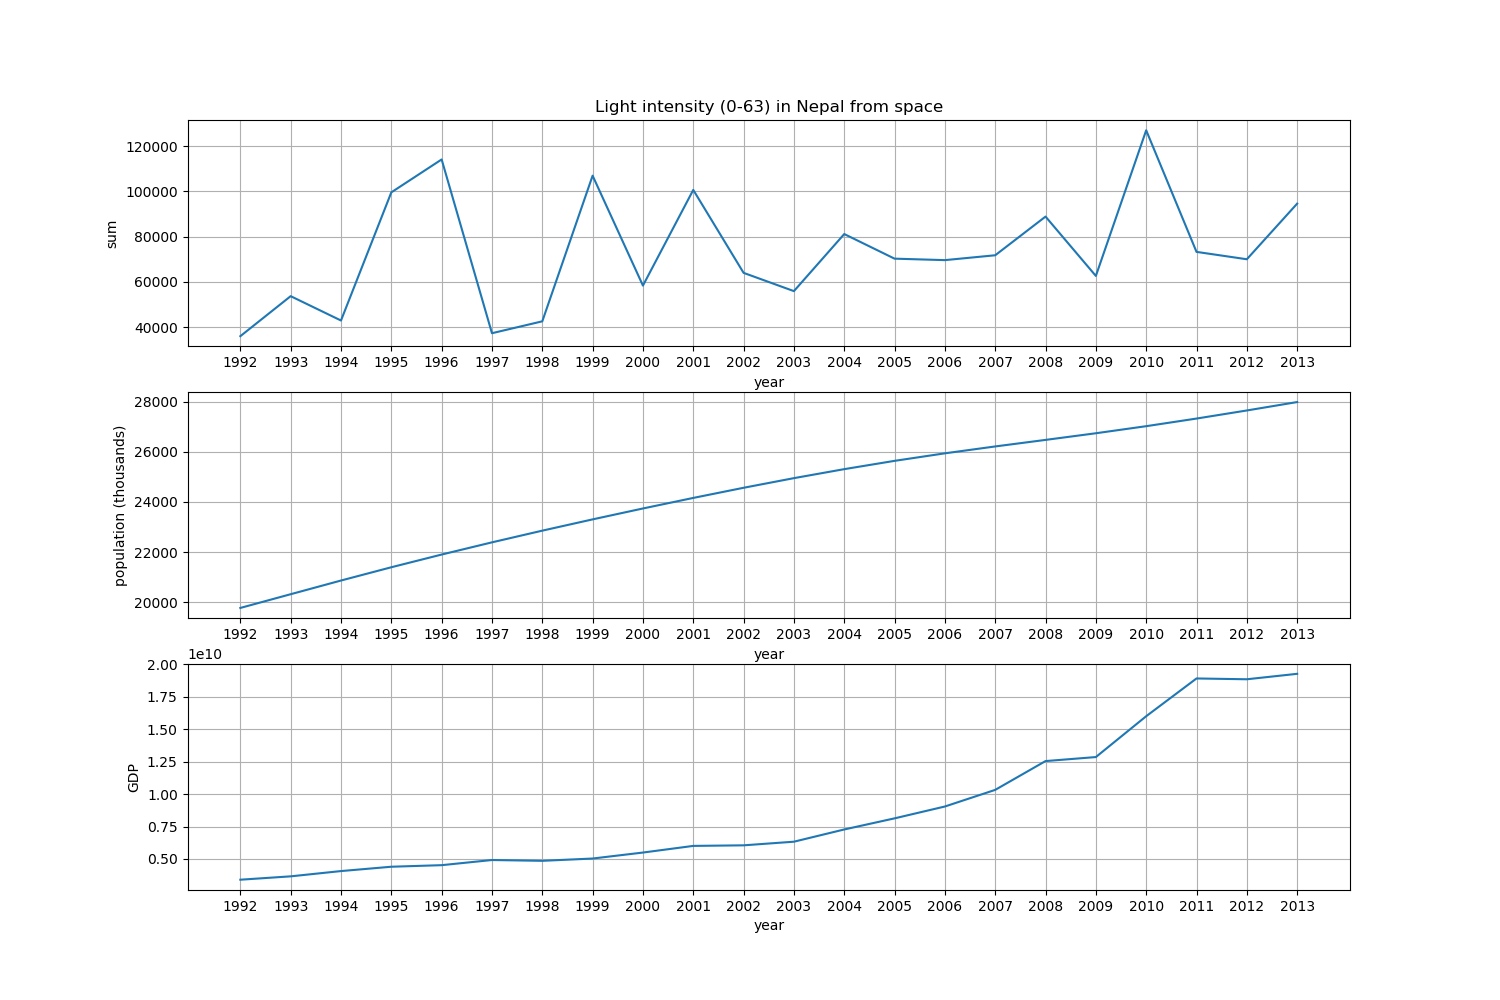 Light intensity (0-63) in Nepal from space
120000
100000
80000
60000
40000
sum
1992 1993 1994 1995 1996 1997 1998 1999 2000 2001 2002 2003 2004 2005 2006 2007 2008 2009 2010 2011 2012 2013
year
28000
26000
24000
22000
20000
population (thousands)
1992 1993 1994 1995 1996 1997 1998 1999 2000 2001 2002 2003 2004 2005 2006 2007 2008 2009 2010 2011 2012 2013
year
1e10
2.00
1.75
1.50
1.25
1.00
0.75
0.50
GDP
1992 1993 1994 1995 1996 1997 1998 1999 2000 2001 2002 2003 2004 2005 2006 2007 2008 2009 2010 2011 2012 2013
year